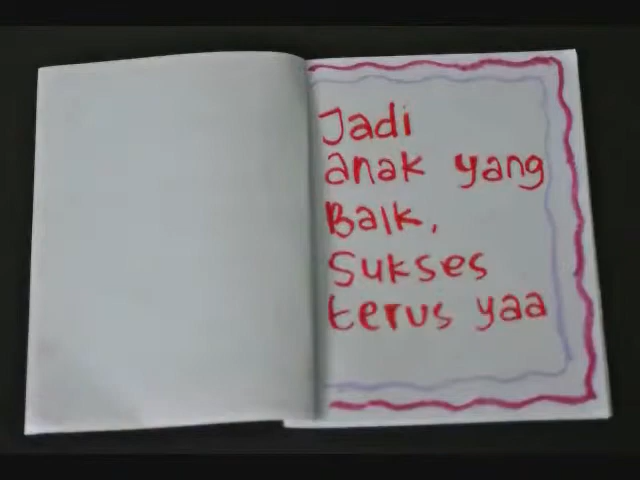 Jadi
anak yang
Baik,
Sukses
terus yaa